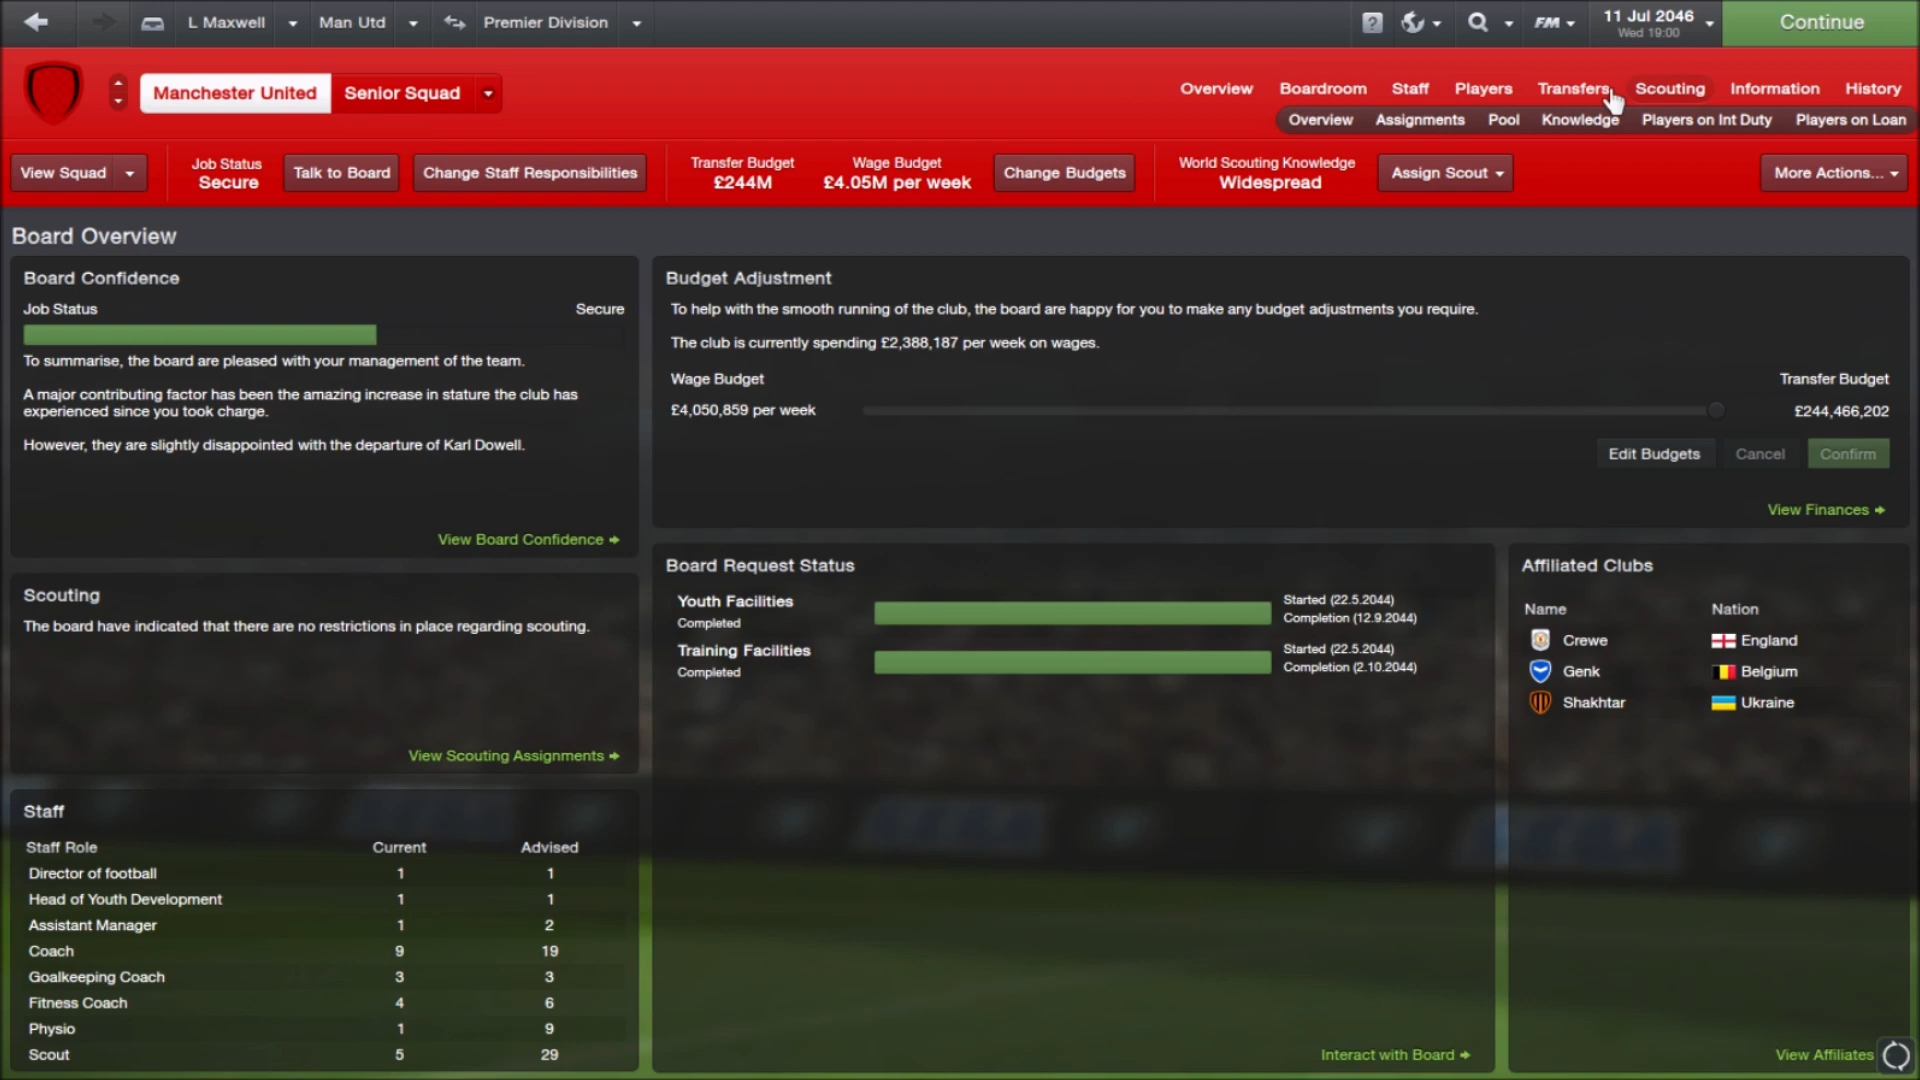 L Maxwell
Man Utd
Premier Division
?
FM
11 Jul 2046
Wed 19:00
Continue
Manchester United
Senior Squad
Overview
Boardroom
Staff
Players
Transfers
Scouting
Information
History
Overview
Assignments
Pool
Knowledge
Players on Int Duty
Players on Loan
View Squad
Job Status
Secure
Talk to Board
Change Staff Responsibilities
Transfer Budget
£244M
Wage Budget
£4.05M per week
Change Budgets
World Scouting Knowledge
Widespread
Assign Scout
More Actions...
Board Overview
Board Confidence
Job Status
Secure
To summarise, the board are pleased with your management of the team.
A major contributing factor has been the amazing increase in stature the club has
experienced since you took charge.
However, they are slightly disappointed with the departure of Karl Dowell.
View Board Confidence
Budget Adjustment
To help with the smooth running of the club, the board are happy for you to make any budget adjustments you require.
The club is currently spending £2,388,187 per week on wages.
Wage Budget
Transfer Budget
£4,050,859 per week
£244,466,202
Edit Budgets
Cancel
Confirm
View Finances
Scouting
The board have indicated that there are no restrictions in place regarding scouting.
View Scouting Assignments
Board Request Status
Youth Facilities
Completed
Started (22.5.2044)
Completion (12.9.2044)
Training Facilities
Completed
Started (22.5.2044)
Completion (2.10.2044)
Interact with Board
Affiliated Clubs
Name Nation
Crewe England
Genk Belgium
Shakhtar Ukraine
View Affiliates
Staff
Staff Role Current Advised
Director of football 1 1
Head of Youth Development 1 1
Assistant Manager 1 2
Coach 9 19
Goalkeeping Coach 3 3
Fitness Coach 4 6
Physio 1 9
Scout 5 29